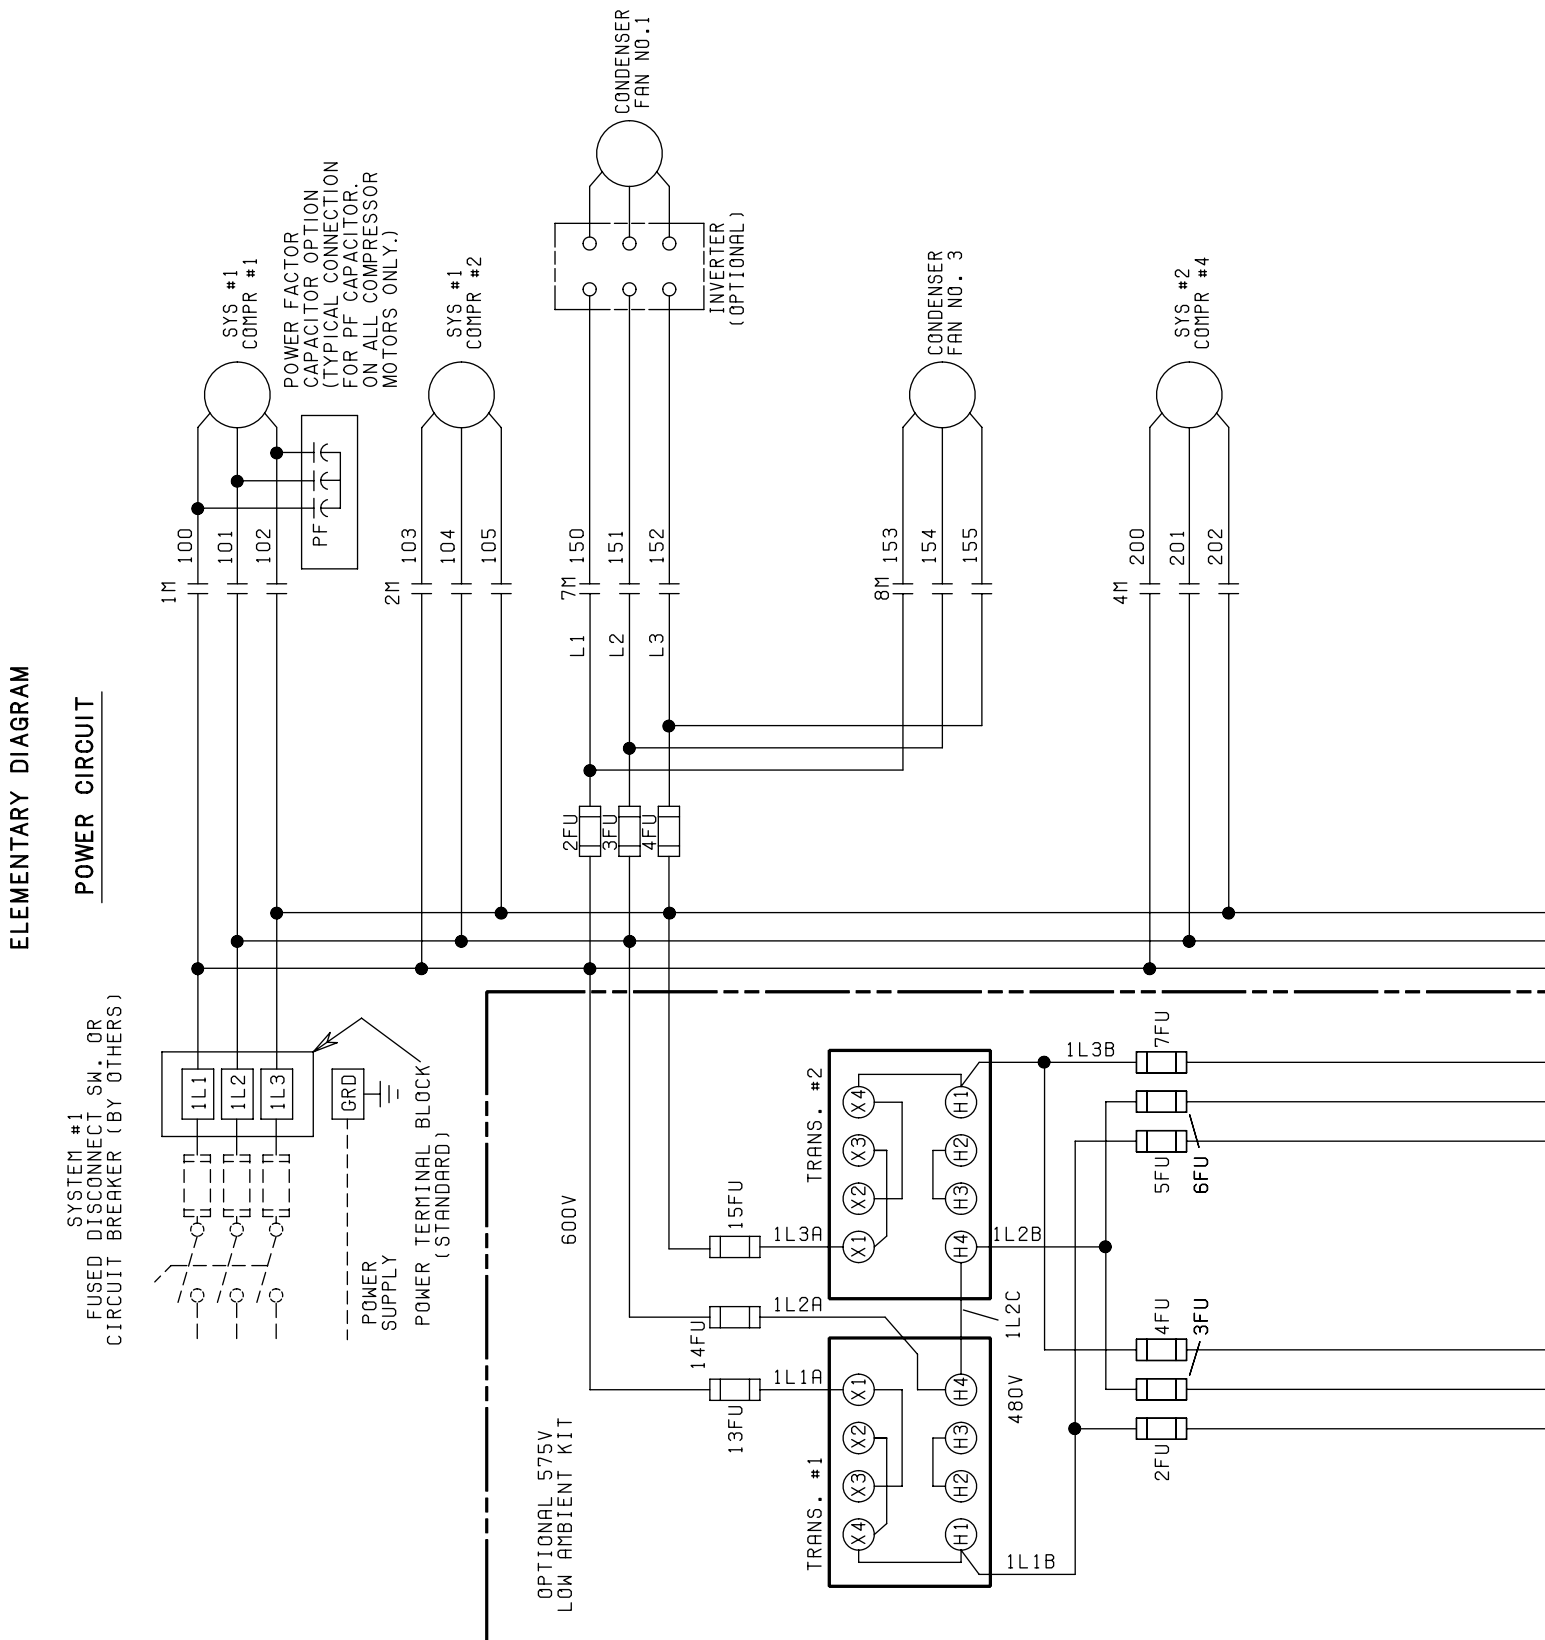 ELEMENTARY DIAGRAM
POWER CIRCUIT
SYSTEM #1
FUSED DISCONNECT SW. OR
CIRCUIT BREAKER (BY OTHERS)
1L1
1L2
1L3
GRD
POWER
SUPPLY
POWER TERMINAL BLOCK
(STANDARD)
1M
100
101
102
PF
SYS #1
COMPR #1
POWER FACTOR
CAPACITOR OPTION
(TYPICAL CONNECTION
FOR PF CAPACITOR.
ON ALL COMPRESSOR
MOTORS ONLY.)
2M
103
104
105
SYS #1
COMPR #2
2FU
3FU
4FU
L1
L2
L3
7M
150
151
152
INVERTER
(OPTIONAL)
CONDENSER
FAN NO.1
8M
153
154
155
CONDENSER
FAN NO. 3
4M
200
201
202
SYS #2
COMPR #4
OPTIONAL 575V
LOW AMBIENT KIT
600V
13FU
14FU
15FU
1L1A
1L2A
1L3A
TRANS. #1
X4
X3
X2
X1
H1
H2
H3
H4
TRANS. #2
X1
X2
X3
X4
H4
H3
H2
H1
480V
1L2C
1L1B
1L2B
1L3B
2FU
3FU
4FU
5FU
6FU
7FU